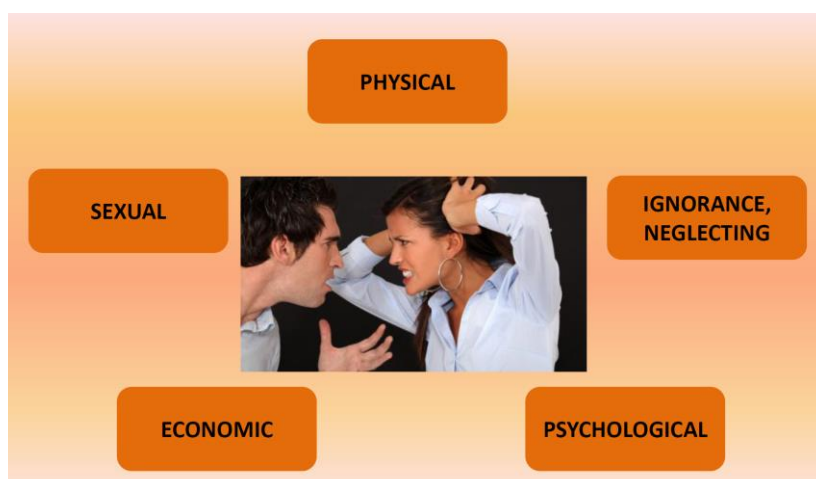 PHYSICAL
SEXUAL
IGNORANCE,
NEGLECTING
ECONOMIC
PSYCHOLOGICAL